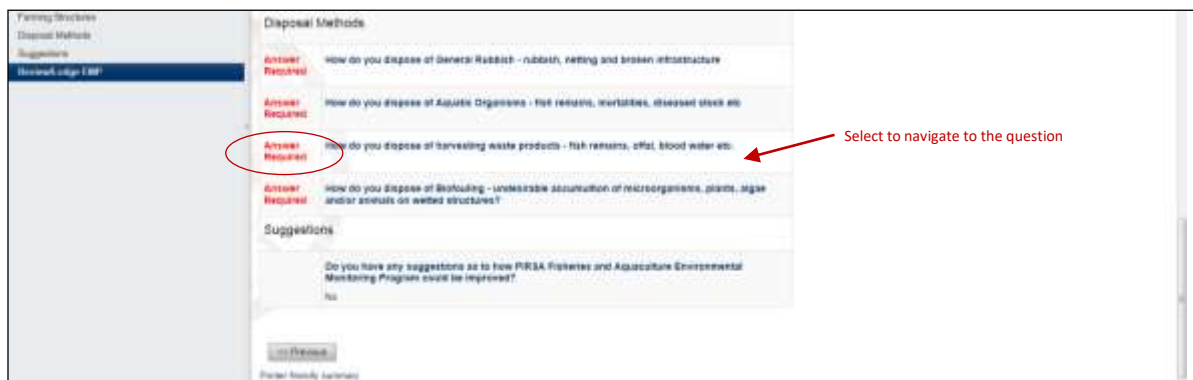 Farming Structures
Disposal Methods
Suggestions
Review/Lodge EMP
Disposal Methods
Answer Required
How do you dispose of General Rubbish - rubbish, netting and broken infrastructure
Answer Required
How do you dispose of Aquatic Organisms - fish remains, mortalities, diseased stock etc
Answer Required
How do you dispose of harvesting waste products - fish remains, offal, blood water etc.
Select to navigate to the question
Answer Required
How do you dispose of Biofouling - undesirable accumultion of microorganisms, plants, algae
and/or animals on wetted structures?
Suggestions
Do you have any suggestions as to how PIRSA Fisheries and Aquaculture Environmental
Monitoring Program could be improved?
No
<< Previous
Printer friendly summary